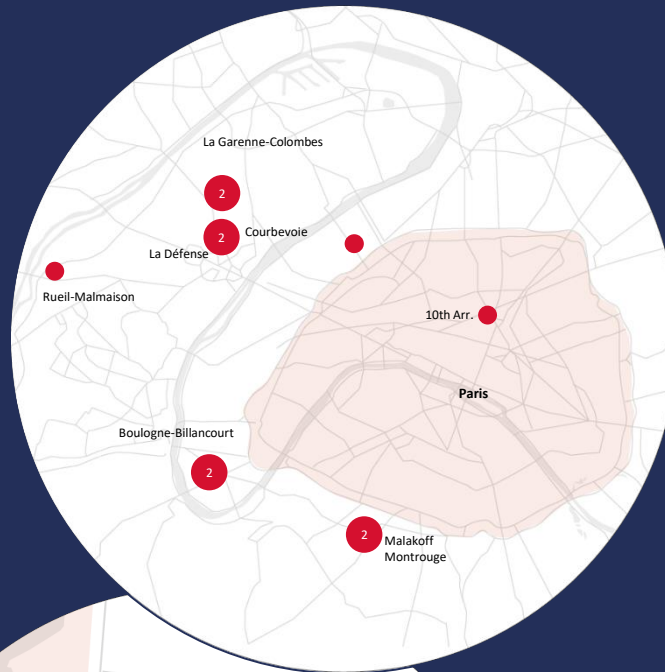 La Garenne-Colombes
2
2
Courbevoie
La Défense
Rueil-Malmaison
10th Arr.
Paris
Boulogne-Billancourt
2
2
Malakoff
Montrouge